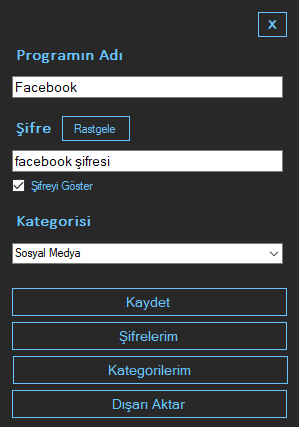 X
Programın Adı
Facebook
Şifre Rastgele
facebook şifresi
Şifreyi Göster
Kategorisi
Sosyal Medya
Kaydet
Şifrelerim
Kategorilerim
Dışarı Aktar